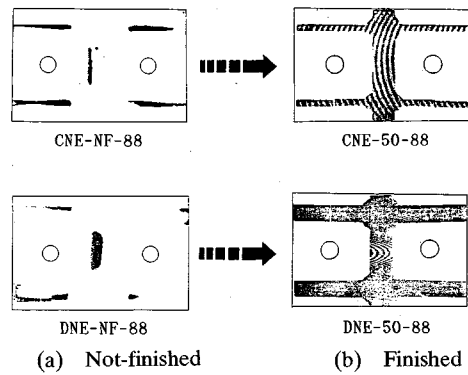 CNE-NF-88
CNE-50-88
DNE-NF-88
DNE-50-88
(a) Not-finished
(b) Finished